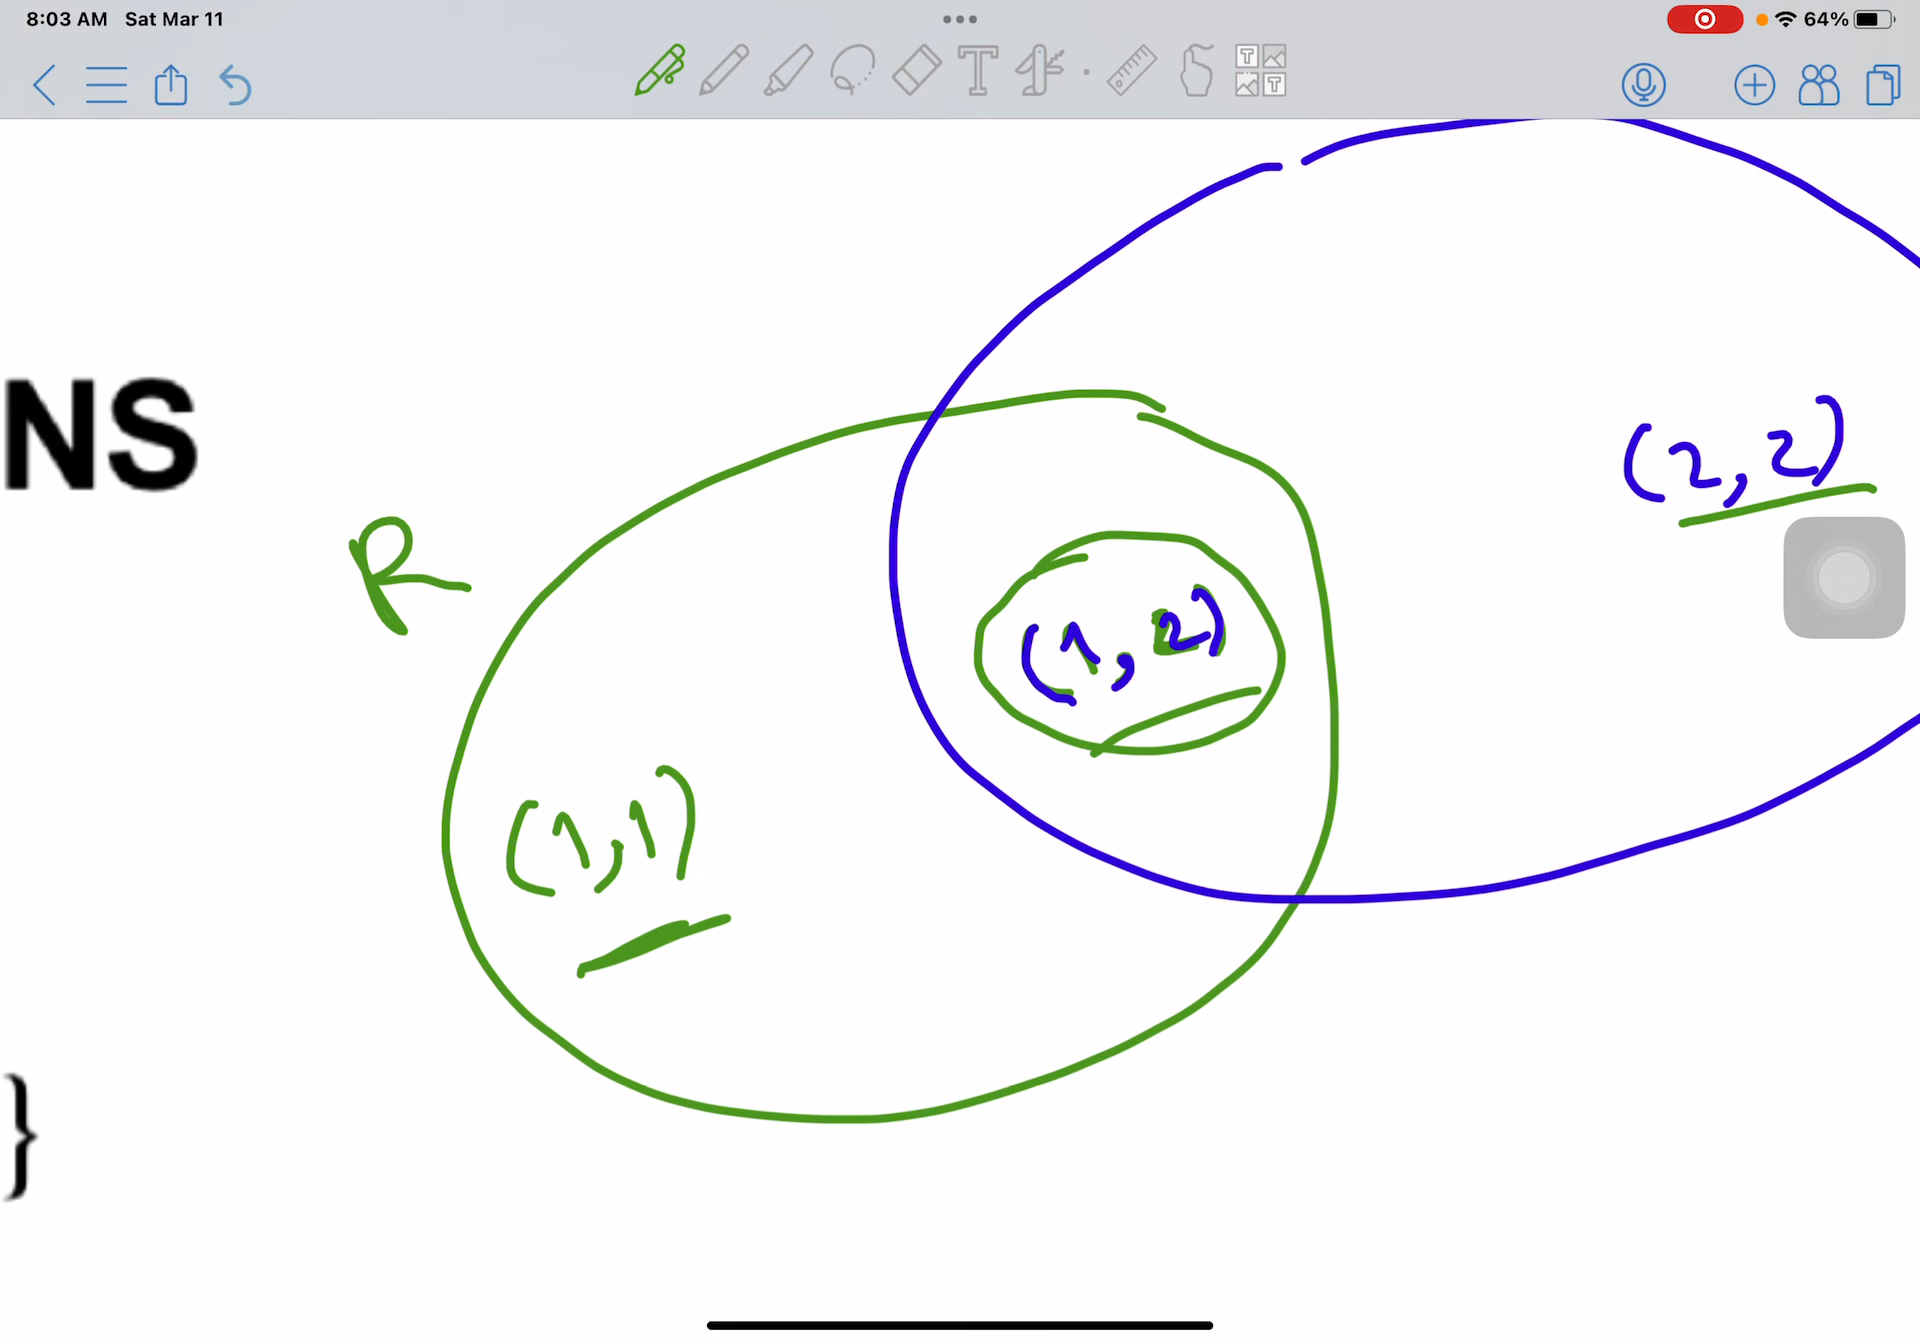 8:03 AM Sat Mar 11
64%
NS
(2,2)
R
(1,2)
(1,1)
}